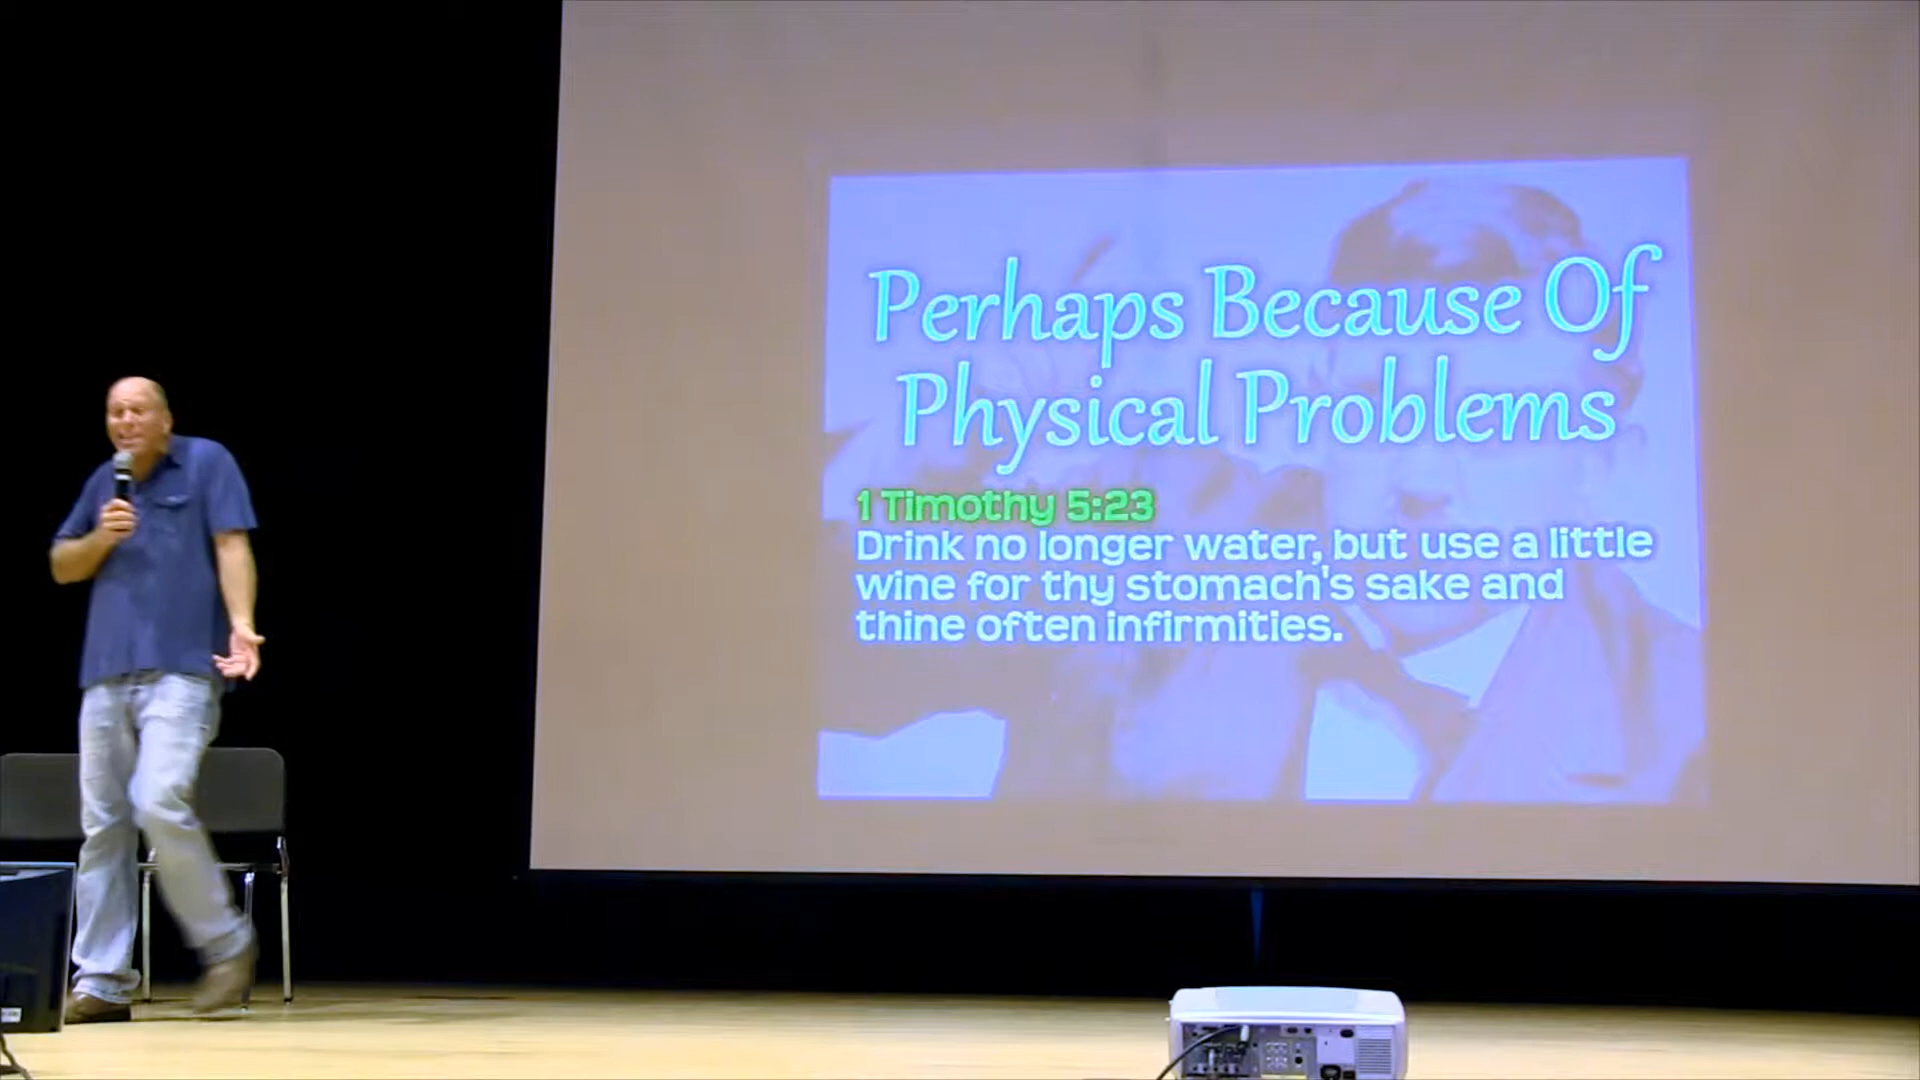 Perhaps Because Of
Physical Problems
1 Timothy 5:23
Drink no longer water, but use a little
wine for thy stomach's sake and
thine often infirmities.